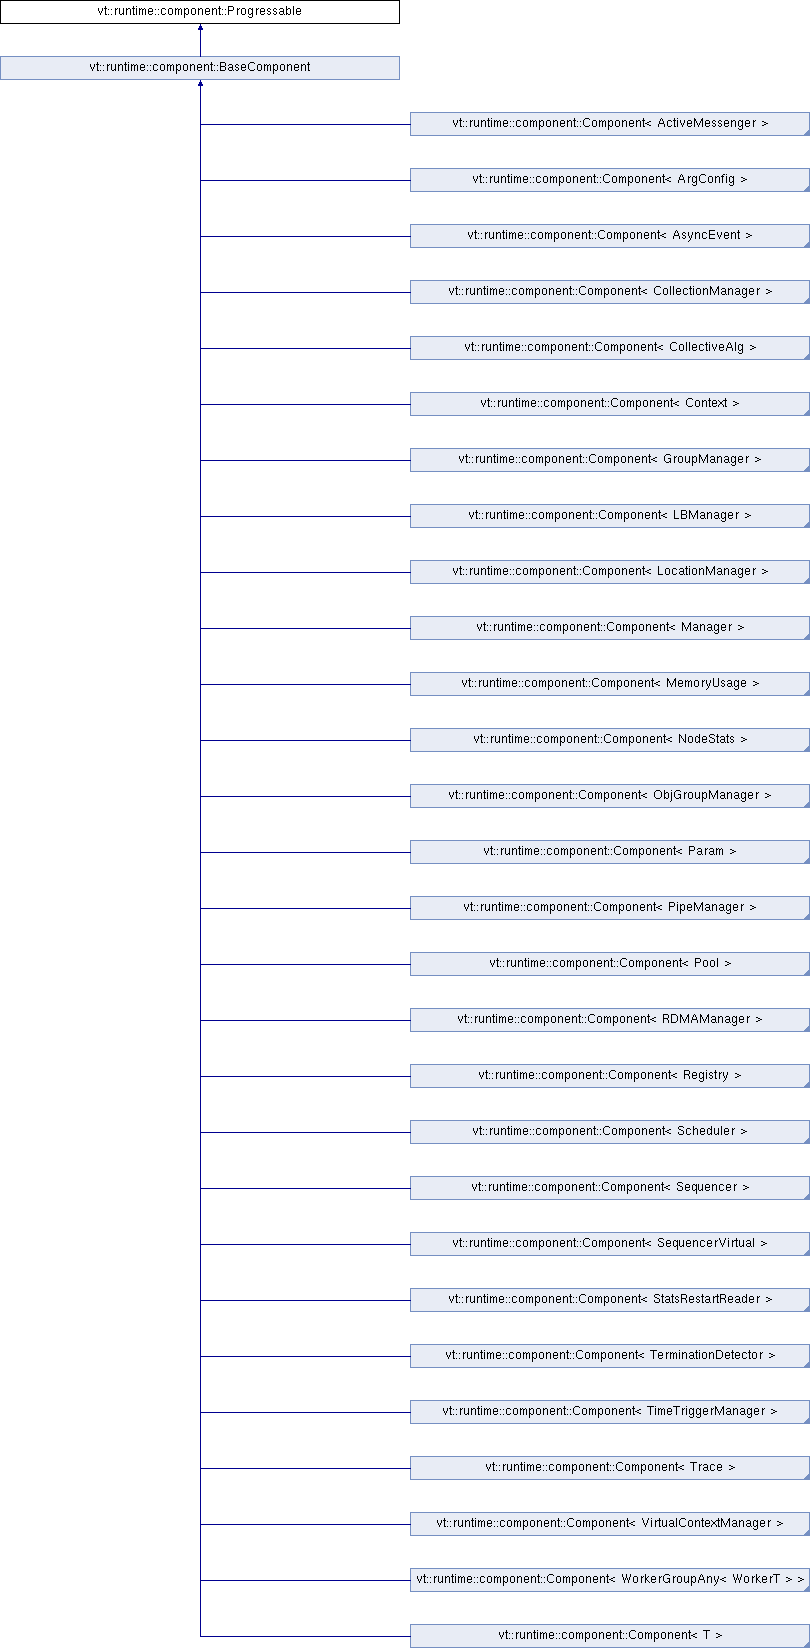 vt::runtime::component::Progressable
vt::runtime::component::BaseComponent
vt::runtime::component::Component< ActiveMessenger >
vt::runtime::component::Component< ArgConfig >
vt::runtime::component::Component< AsyncEvent >
vt::runtime::component::Component< CollectionManager >
vt::runtime::component::Component< CollectiveAlg >
vt::runtime::component::Component< Context >
vt::runtime::component::Component< GroupManager >
vt::runtime::component::Component< LBManager >
vt::runtime::component::Component< LocationManager >
vt::runtime::component::Component< Manager >
vt::runtime::component::Component< MemoryUsage >
vt::runtime::component::Component< NodeStats >
vt::runtime::component::Component< ObjGroupManager >
vt::runtime::component::Component< Param >
vt::runtime::component::Component< PipeManager >
vt::runtime::component::Component< Pool >
vt::runtime::component::Component< RDMAManager >
vt::runtime::component::Component< Registry >
vt::runtime::component::Component< Scheduler >
vt::runtime::component::Component< Sequencer >
vt::runtime::component::Component< SequencerVirtual >
vt::runtime::component::Component< StatsRestartReader >
vt::runtime::component::Component< TerminationDetector >
vt::runtime::component::Component< TimeTriggerManager >
vt::runtime::component::Component< Trace >
vt::runtime::component::Component< VirtualContextManager >
vt::runtime::component::Component< WorkerGroupAny< WorkerT > >
vt::runtime::component::Component< T >